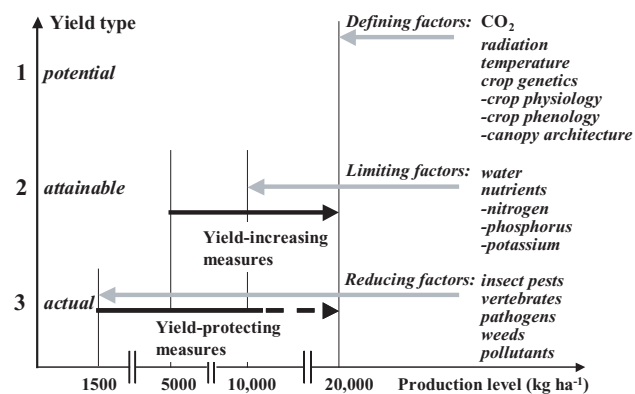 Yield type
Defining factors: CO₂
radiation
temperature
crop genetics
-crop physiology
-crop phenology
-canopy architecture
1 potential
Limiting factors: water
nutrients
-nitrogen
-phosphorus
-potassium
2 attainable
Yield-increasing
measures
Reducing factors: insect pests
vertebrates
pathogens
weeds
pollutants
3 actual
Yield-protecting
measures
1500 5000 10,000 20,000 Production level (kg ha⁻¹)